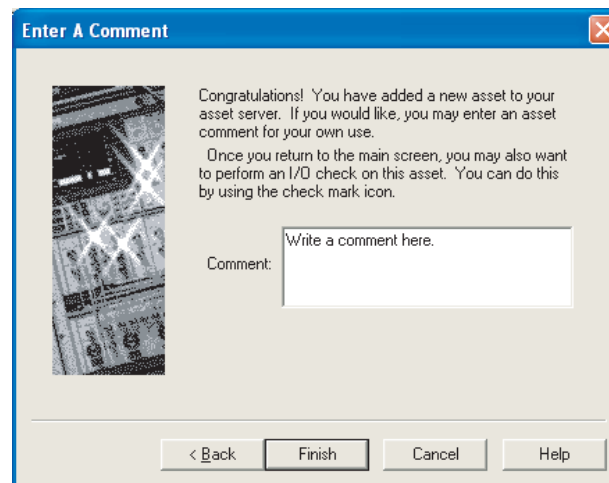 Enter A Comment
Congratulations! You have added a new asset to your
asset server. If you would like, you may enter an asset
comment for your own use.
Once you return to the main screen, you may also want
to perform an I/O check on this asset. You can do this
by using the check mark icon.
Write a comment here.
Comment:
< Back
Finish
Cancel
Help